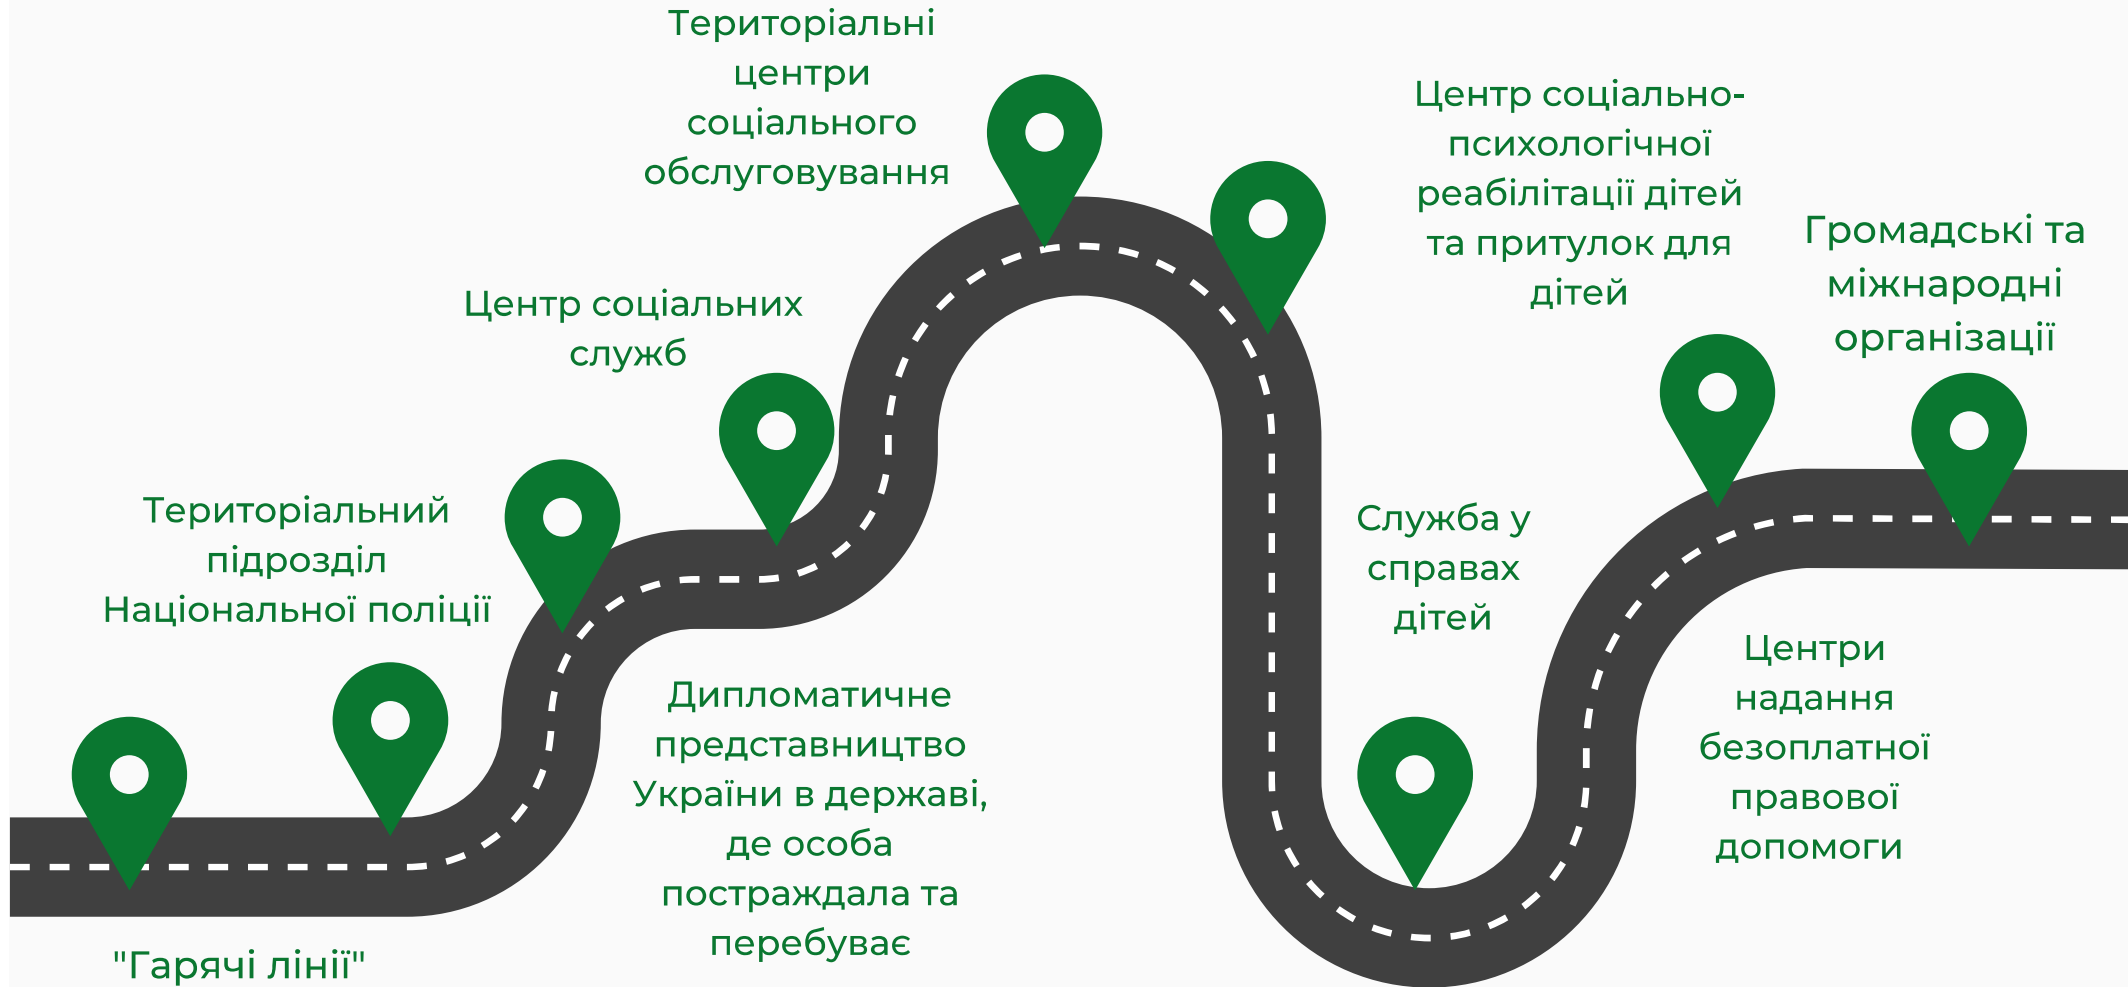 "Гарячі лінії"
Територіальний
підрозділ
Національної поліції
Дипломатичне
представництво
України в державі,
де особа
постраждала та
перебуває
Центр соціальних
служб
Територіальні
центри
соціального
обслуговування
Центр соціально-
психологічної
реабілітації дітей
та притулок для
дітей
Служба у
справах
дітей
Центри
надання
безоплатної
правової
допомоги
Громадські та
міжнародні
організації